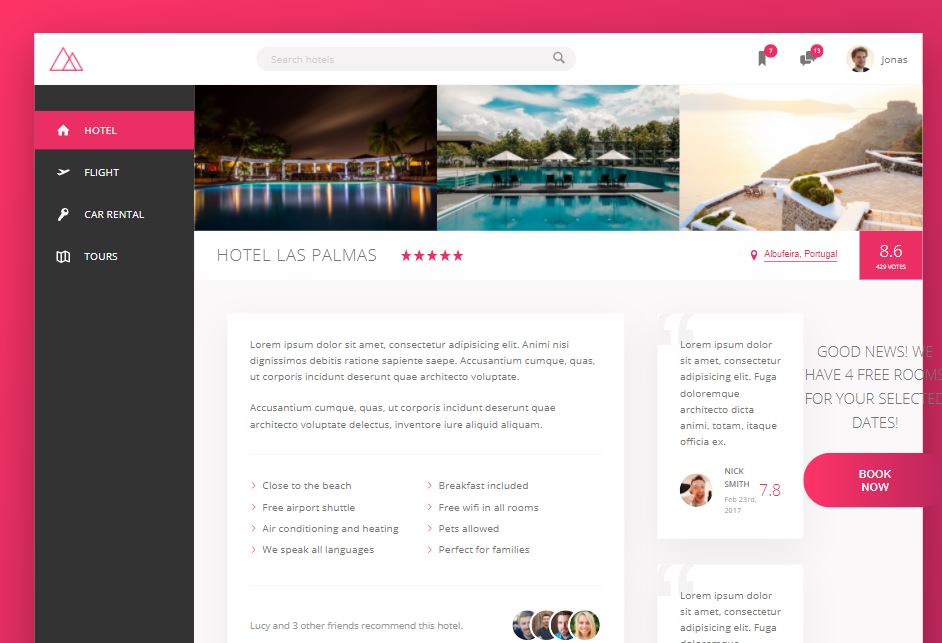 Search hotels
7
13
Jonas
HOTEL
FLIGHT
CAR RENTAL
TOURS
HOTEL LAS PALMAS
Albufeira, Portugal
8.6
429 VOTES
Lorem ipsum dolor sit amet, consectetur adipisicing elit. Animi nisi
dignissimos debitis ratione sapiente saepe. Accusantium cumque, quas,
ut corporis incidunt deserunt quae architecto voluptate.
Accusantium cumque, quas, ut corporis incidunt deserunt quae
architecto voluptate delectus, inventore iure aliquid aliquam.
Close to the beach
Free airport shuttle
Air conditioning and heating
We speak all languages
Breakfast included
Free wifi in all rooms
Pets allowed
Perfect for families
Lucy and 3 other friends recommend this hotel.
Lorem ipsum dolor
sit amet, consectetur
adipisicing elit. Fuga
doloremque
architecto dicta
animi, totam, itaque
officia ex.
NICK
SMITH
Feb 23rd,
2017
7.8
Lorem ipsum dolor
sit amet, consectetur
adipisicing elit. Fuga
doloremque
GOOD NEWS! WE
HAVE 4 FREE ROOMS
FOR YOUR SELECTED
DATES!
BOOK
NOW